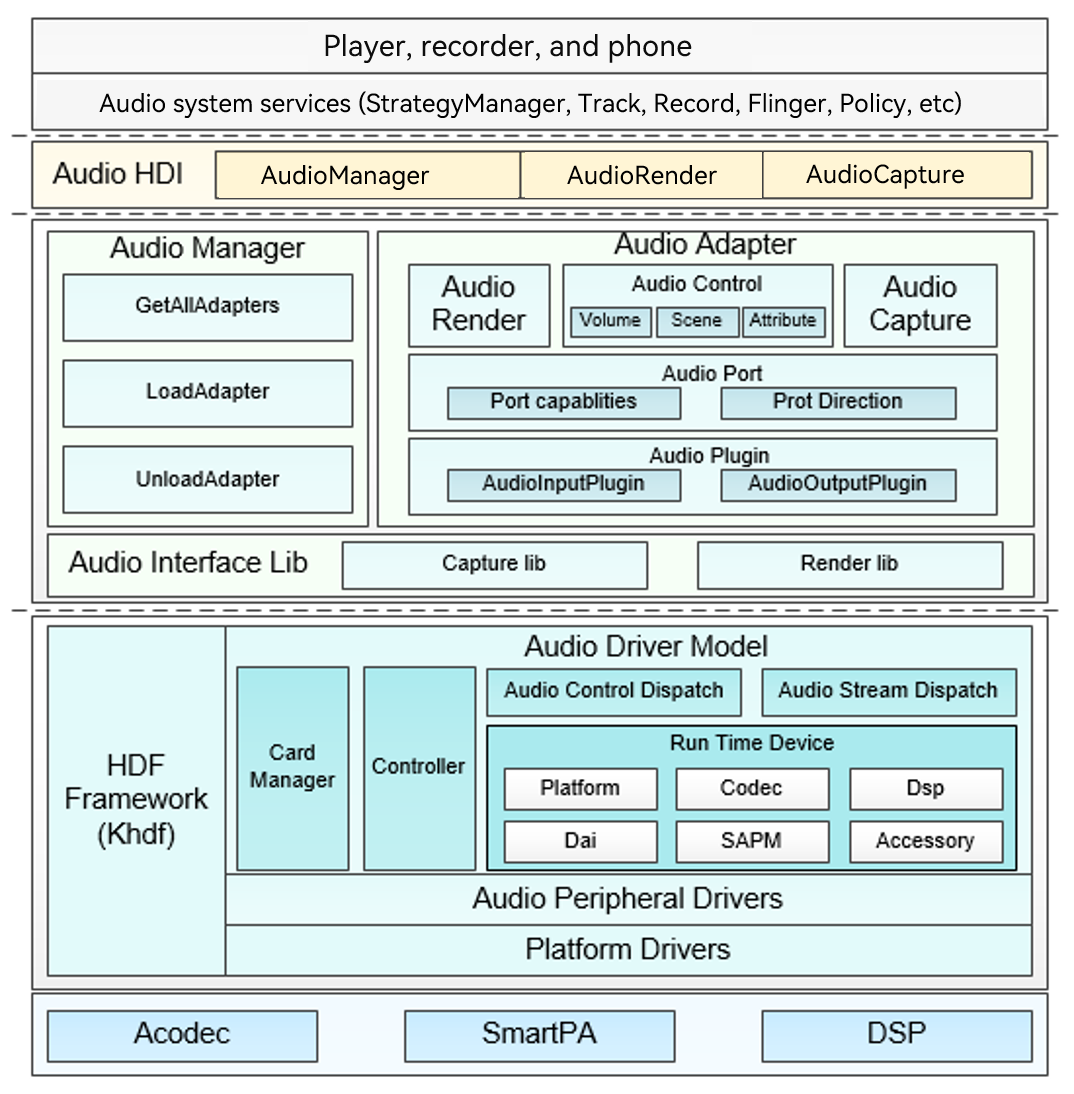 Player, recorder, and phone
Audio system services (StrategyManager, Track, Record, Flinger, Policy, etc)
Audio HDI
AudioManager
AudioRender
AudioCapture
Audio Manager
GetAllAdapters
LoadAdapter
UnloadAdapter
Audio Adapter
Audio
Render
Audio Control
Volume
Scene
Attribute
Audio
Capture
Audio Port
Port capablities
Prot Direction
Audio Plugin
AudioInputPlugin
AudioOutputPlugin
Audio Interface Lib
Capture lib
Render lib
HDF
Framework
(Khdf)
Audio Driver Model
Card
Manager
Controller
Audio Control Dispatch
Audio Stream Dispatch
Run Time Device
Platform
Codec
Dsp
Dai
SAPM
Accessory
Audio Peripheral Drivers
Platform Drivers
Acodec
SmartPA
DSP